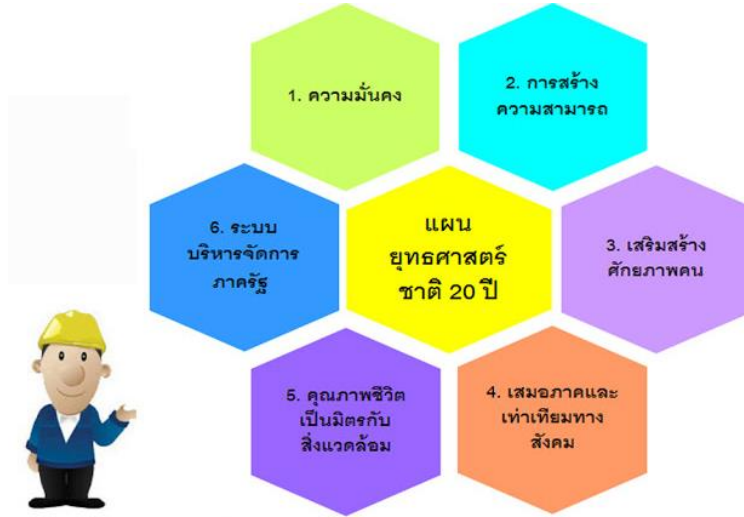 1. ความมั่นคง
2. การสร้าง
ความสามารถ
6. ระบบ
บริหารจัดการ
ภาครัฐ
แผน
ยุทธศาสตร์
ชาติ 20 ปี
3. เสริมสร้าง
ศักยภาพคน
5. คุณภาพชีวิต
เป็นมิตรกับ
สิ่งแวดล้อม
4. เสมอภาคและ
เท่าเทียมทาง
สังคม